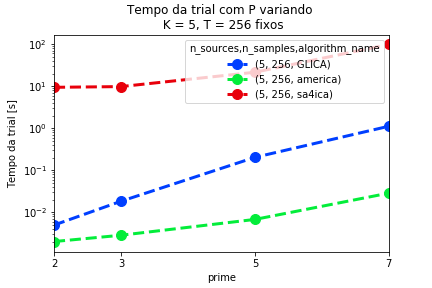 Tempo da trial com P variando
K = 5, T = 256 fixos
n_sources,n_samples,algorithm_name
(5, 256, GLICA)
(5, 256, america)
(5, 256, sa4ica)
Tempo da trial [s]
10²
10¹
10⁰
10⁻¹
10⁻²
2 3 5 7
prime